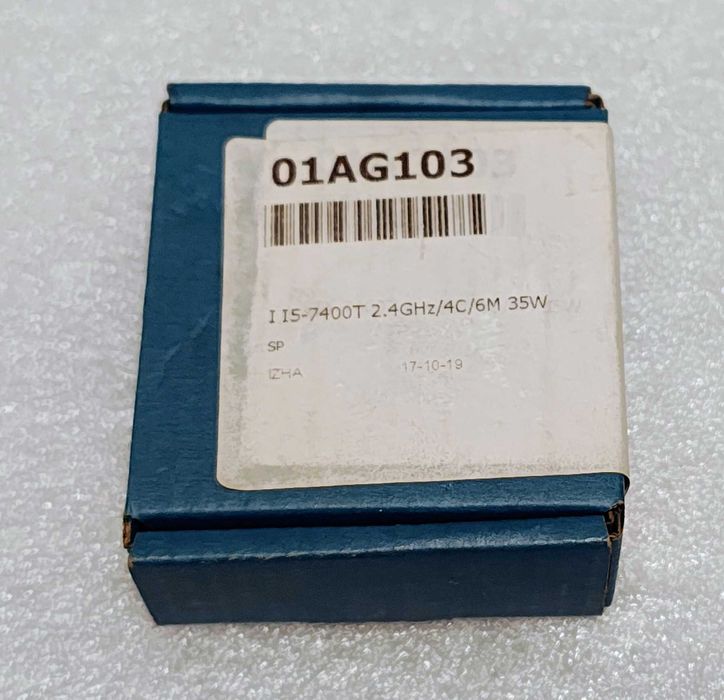 01AG103
I I5-7400T 2.4GHz/4C/6M 35W
SP
IZHA 17-10-19